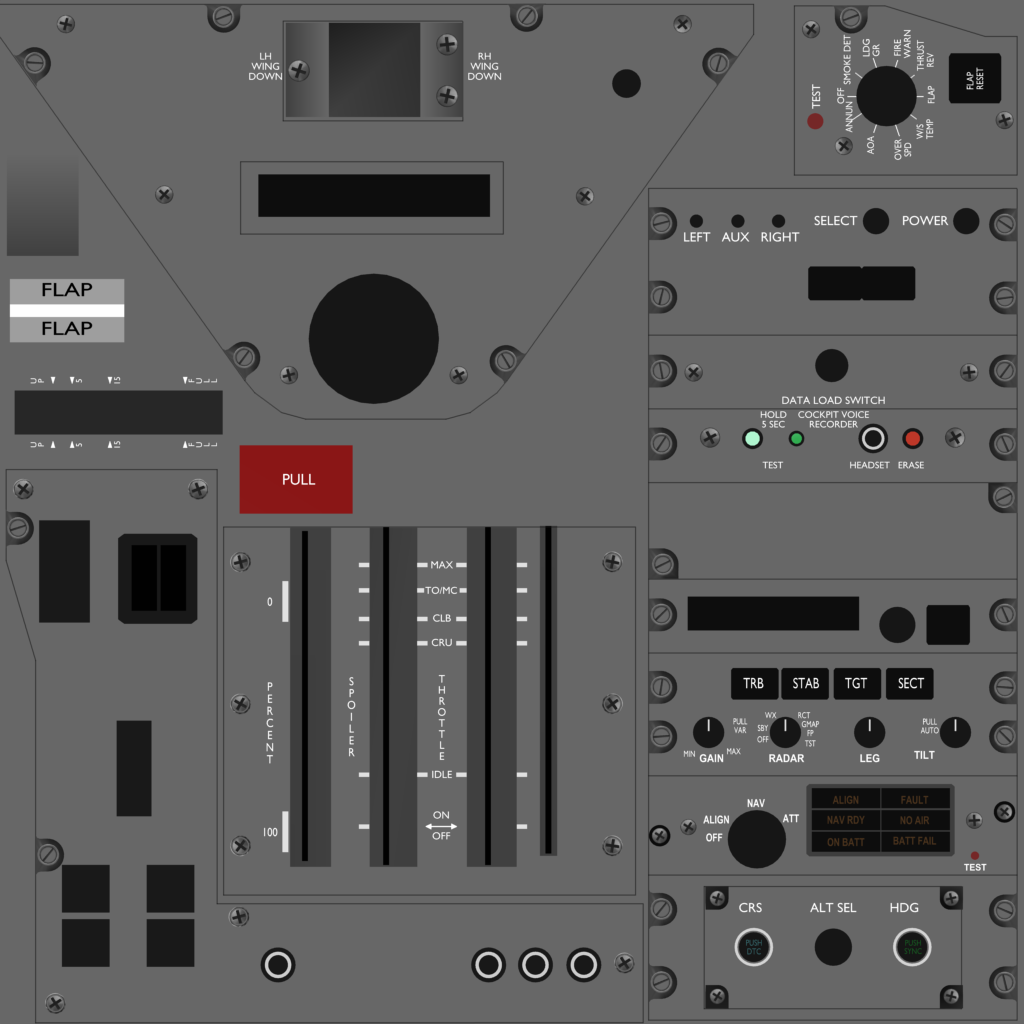 LH
WING
DOWN
RH
WING
DOWN
TEST
ANNUN
OFF
SMOKE DET
LDG
GR
FIRE
WARN
THRUST
REV
FLAP
W/S
TEMP
OVER
SPD
AOA
FLAP
RESET
LEFT
AUX
RIGHT
SELECT
POWER
FLAP
FLAP
UP
15
FULL
UP
15
FULL
DATA LOAD SWITCH
HOLD
5 SEC
COCKPIT VOICE
RECORDER
TEST
HEADSET
ERASE
PULL
MAX
TO/MC
CLB
CRU
0
PERCENT
SPOILER
THROTTLE
IDLE
100
ON
OFF
TRB
STAB
TGT
SECT
PULL
VAR
MIN
MAX
GAIN
WX
SBY
OFF
RCT
GMAP
FP
TST
RADAR
LEG
PULL
AUTO
TILT
NAV
ALIGN
ATT
OFF
ALIGN
FAULT
NAV RDY
NO AIR
ON BATT
BATT FAIL
TEST
CRS
ALT SEL
HDG
PUSH
DTC
PUSH
SYNC